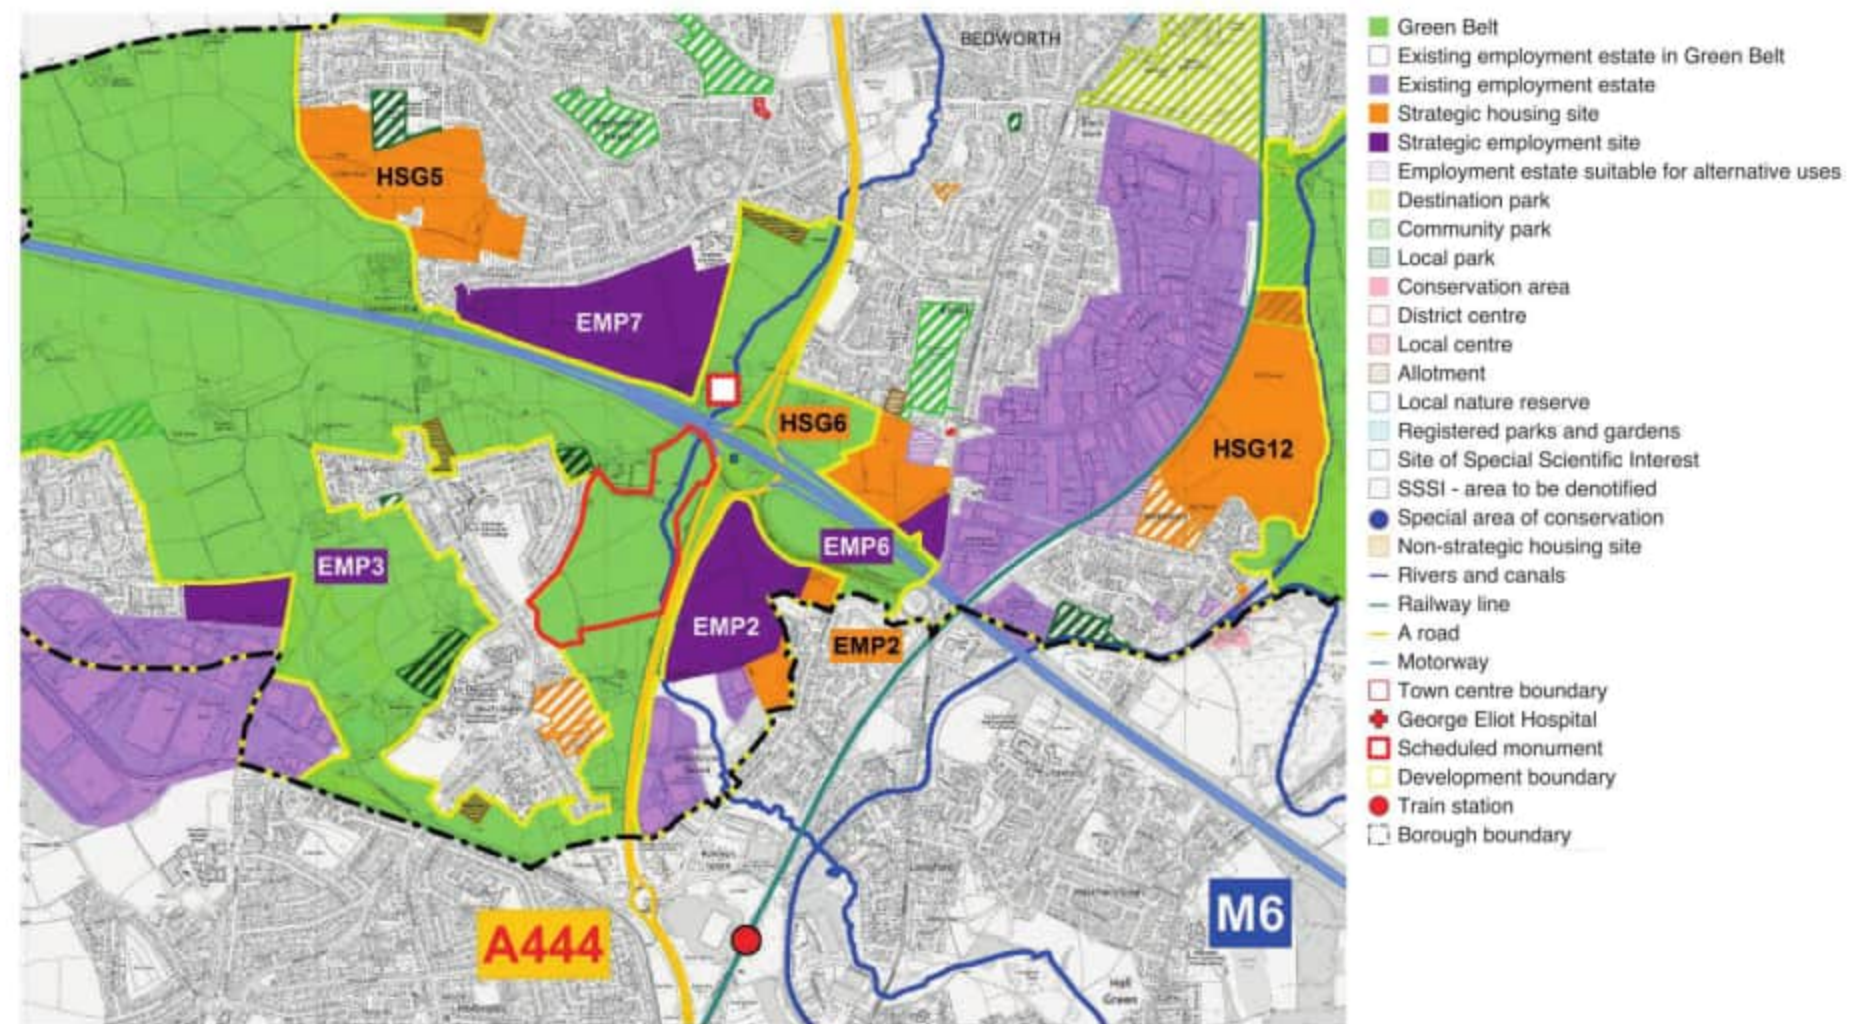 BEDWORTH
HSG5
EMP7
HSG6
HSG12
EMP6
EMP3
EMP2
EMP2
A444
M6
Hall
Green
Green Belt
Existing employment estate in Green Belt
Existing employment estate
Strategic housing site
Strategic employment site
Employment estate suitable for alternative uses
Destination park
Community park
Local park
Conservation area
District centre
Local centre
Allotment
Local nature reserve
Registered parks and gardens
Site of Special Scientific Interest
SSSI - area to be denotified
Special area of conservation
Non-strategic housing site
Rivers and canals
Railway line
A road
Motorway
Town centre boundary
George Eliot Hospital
Scheduled monument
Development boundary
Train station
Borough boundary